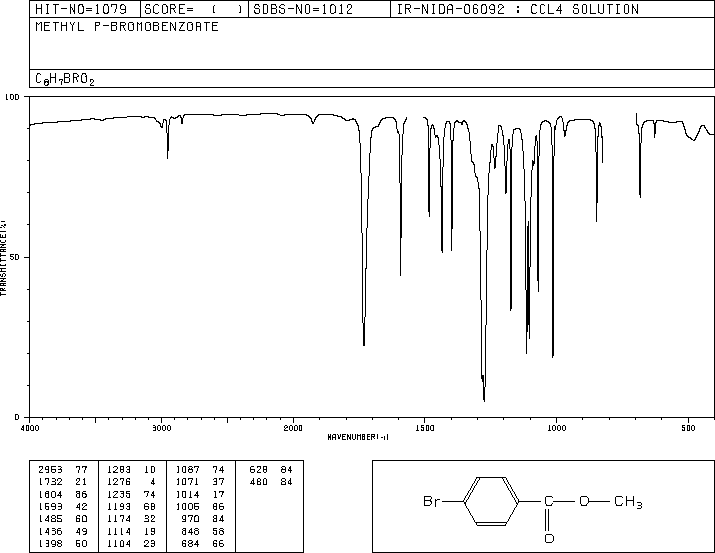 HIT-NO=1079 SCORE= ( ) SDBS-NO=1012 IR-NIDA-06092 : CCL4 SOLUTION
METHYL P-BROMOBENZOATE
C8H7BRO2
100
50
0
TRANSMITTANCE(%)
4000 3000 2000 1500 1000 500
WAVENUMBER(-1)
2953 77 1283 10 1087 74 628 84
1732 21 1276 4 1071 37 480 84
1604 86 1235 74 1014 17
1593 42 1193 68 1005 86
1485 60 1174 32 970 84
1436 49 1114 19 848 58
1398 50 1104 23 684 66
Br C O CH3
O